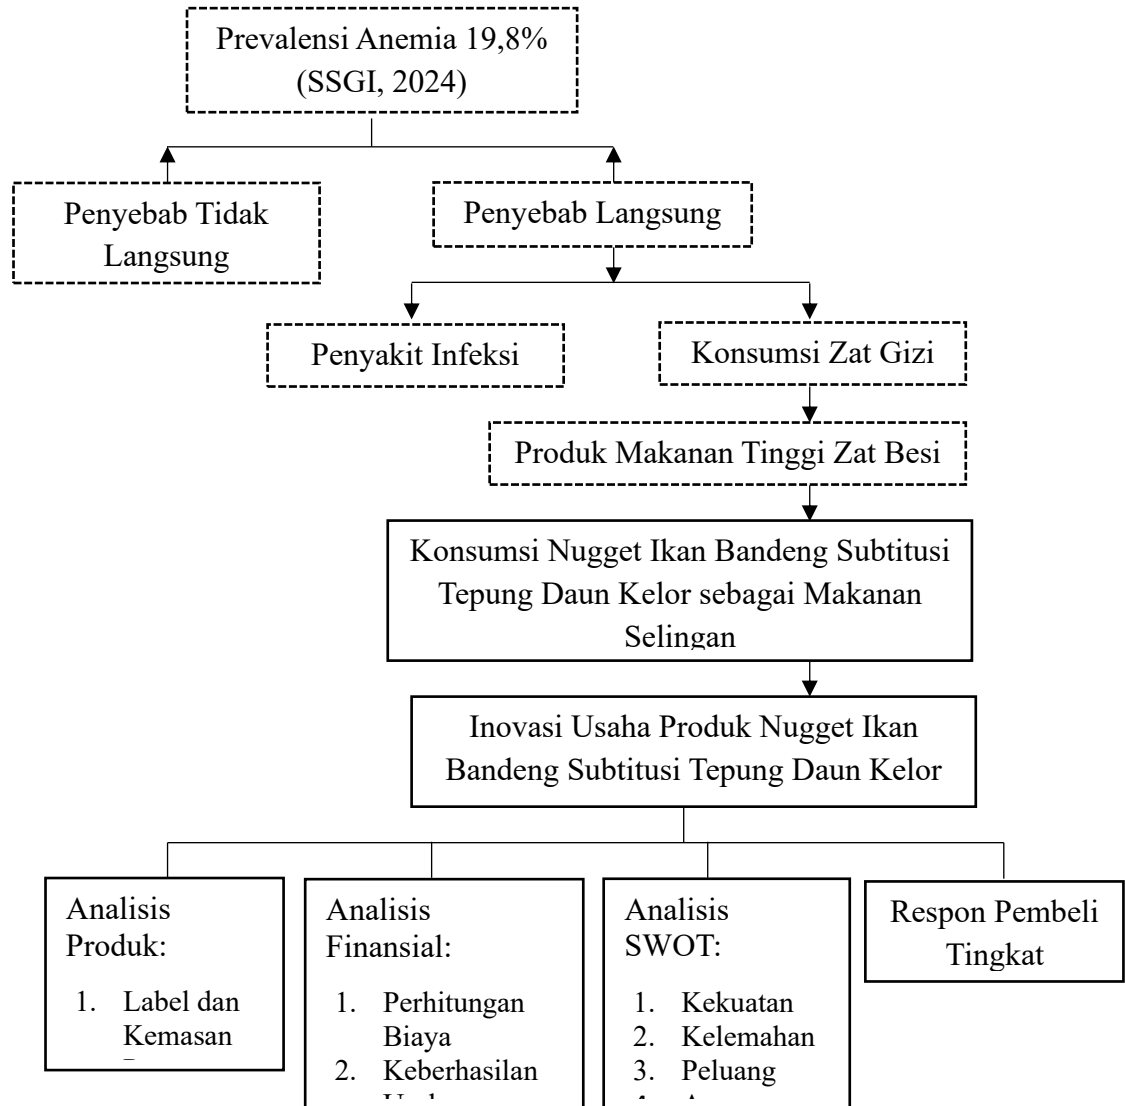 Prevalensi Anemia 19,8%
(SSGI, 2024)
Penyebab Tidak
Langsung
Penyebab Langsung
Penyakit Infeksi
Konsumsi Zat Gizi
Produk Makanan Tinggi Zat Besi
Konsumsi Nugget Ikan Bandeng Subtitusi
Tepung Daun Kelor sebagai Makanan
Selingan
Inovasi Usaha Produk Nugget Ikan
Bandeng Subtitusi Tepung Daun Kelor
Analisis
Produk:
1. Label dan
Kemasan
Analisis
Finansial:
1. Perhitungan
Biaya
2. Keberhasilan
Analisis
SWOT:
1. Kekuatan
2. Kelemahan
3. Peluang
Respon Pembeli
Tingkat